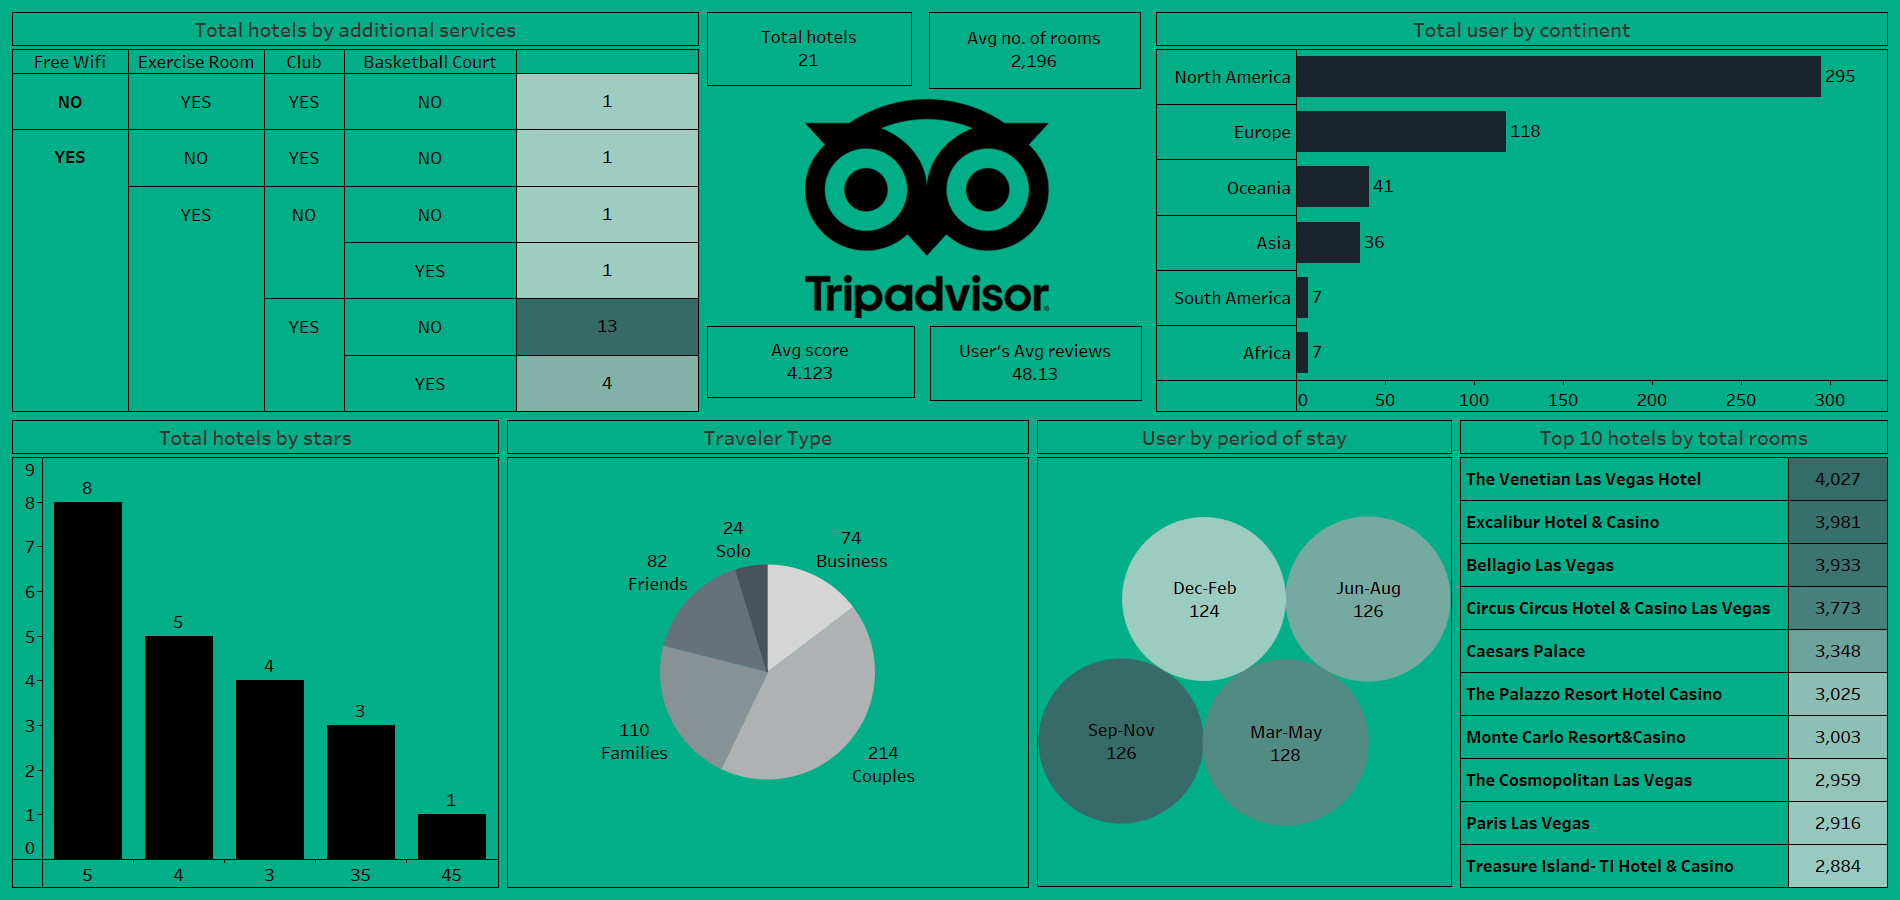 Total hotels by additional services
Free Wifi Exercise Room Club Basketball Court
NO YES YES NO 1
YES NO YES NO 1
YES NO NO 1
YES 1
YES NO 13
YES 4
Total hotels
21
Avg no. of rooms
2,196
Tripadvisor®
Avg score
4.123
User's Avg reviews
48.13
Total user by continent
North America 295
Europe 118
Oceania 41
Asia 36
South America 7
Africa 7
0 50 100 150 200 250 300
Total hotels by stars
9
8
7
6
5
4
3
2
1
0
8
5
4
3
1
5 4 3 35 45
Traveler Type
24
Solo
74
Business
82
Friends
110
Families
214
Couples
User by period of stay
Dec-Feb
124
Jun-Aug
126
Sep-Nov
126
Mar-May
128
Top 10 hotels by total rooms
The Venetian Las Vegas Hotel 4,027
Excalibur Hotel & Casino 3,981
Bellagio Las Vegas 3,933
Circus Circus Hotel & Casino Las Vegas 3,773
Caesars Palace 3,348
The Palazzo Resort Hotel Casino 3,025
Monte Carlo Resort&Casino 3,003
The Cosmopolitan Las Vegas 2,959
Paris Las Vegas 2,916
Treasure Island- TI Hotel & Casino 2,884